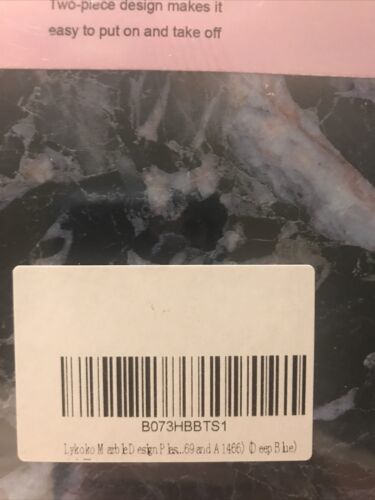 Two-piece design makes it
easy to put on and take off
B073HBBTS1
Lykoko Marble Design Plas...69 and A1466) (Deep Blue)